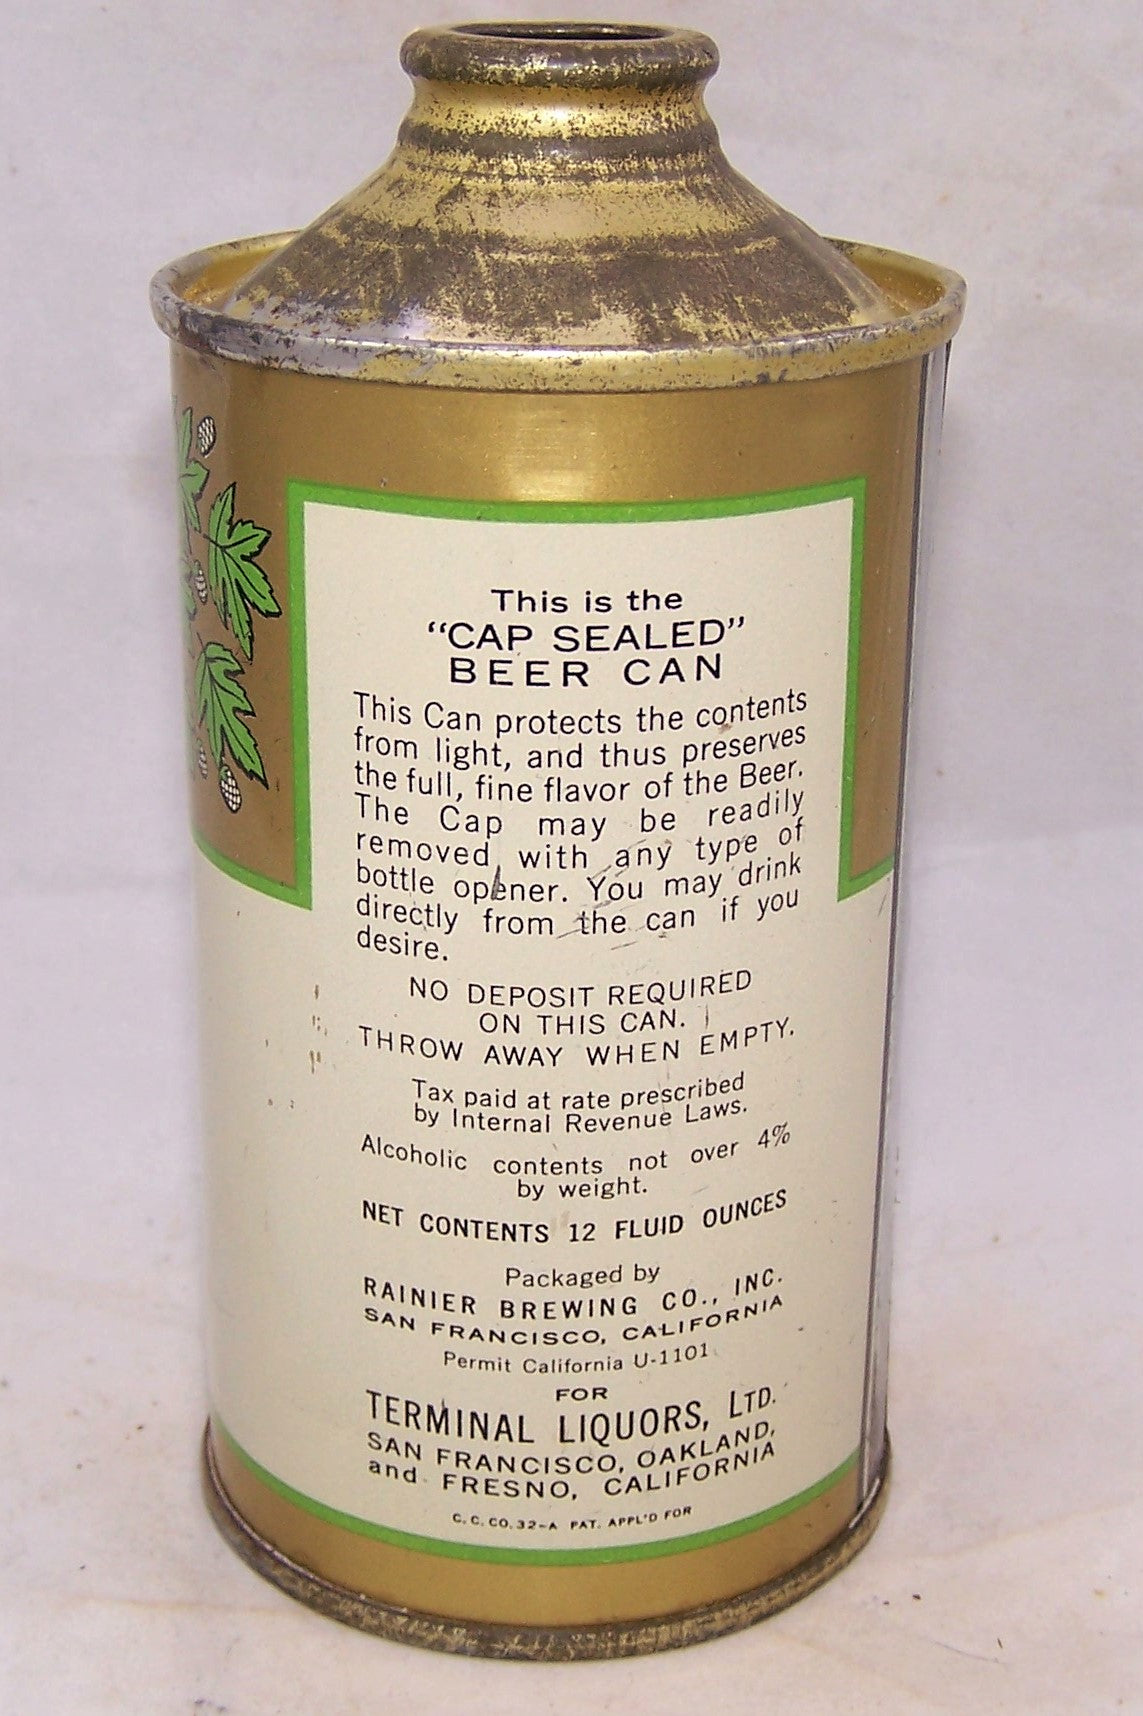 This is the
“CAP SEALED”
BEER CAN
This Can protects the contents
from light, and thus preserves
the full, fine flavor of the Beer.
The Cap may be readily
removed with any type of
bottle opener. You may drink
directly from the can if you
desire.
NO DEPOSIT REQUIRED
ON THIS CAN.
THROW AWAY WHEN EMPTY.
Tax paid at rate prescribed
by Internal Revenue Laws.
Alcoholic contents not over 4%
by weight.
NET CONTENTS 12 FLUID OUNCES
Packaged by
RAINIER BREWING CO., INC.
SAN FRANCISCO, CALIFORNIA
Permit California U-1101
FOR
TERMINAL LIQUORS, LTD.
SAN FRANCISCO, OAKLAND,
and FRESNO, CALIFORNIA
C. C. CO. 32-A PAT. APPL'D FOR